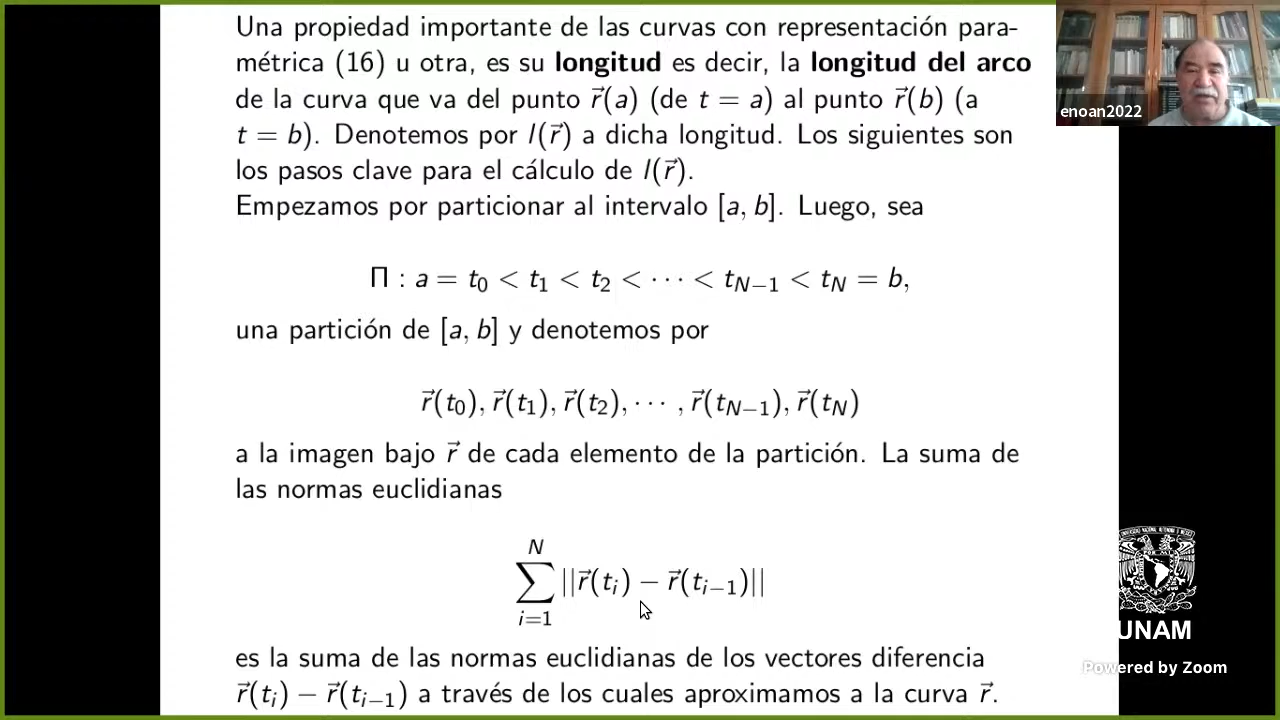 Una propiedad importante de las curvas con representación para-
métrica (16) u otra, es su longitud es decir, la longitud del arco
de la curva que va del punto r⃗(a) (de t = a) al punto r⃗(b) (a
t = b). Denotemos por l(r⃗) a dicha longitud. Los siguientes son
los pasos clave para el cálculo de l(r⃗).
Empezamos por particionar al intervalo [a, b]. Luego, sea
Π : a = t₀ < t₁ < t₂ < ⋯ < t_{N−1} < t_N = b,
una partición de [a, b] y denotemos por
r⃗(t₀), r⃗(t₁), r⃗(t₂), ⋯ , r⃗(t_{N−1}), r⃗(t_N)
a la imagen bajo r⃗ de cada elemento de la partición. La suma de
las normas euclidianas
∑_{i=1}^{N} ||r⃗(t_i) − r⃗(t_{i−1})||
es la suma de las normas euclidianas de los vectores diferencia
r⃗(t_i) − r⃗(t_{i−1}) a través de los cuales aproximamos a la curva r⃗.
enoan2022
UNAM
Powered by Zoom